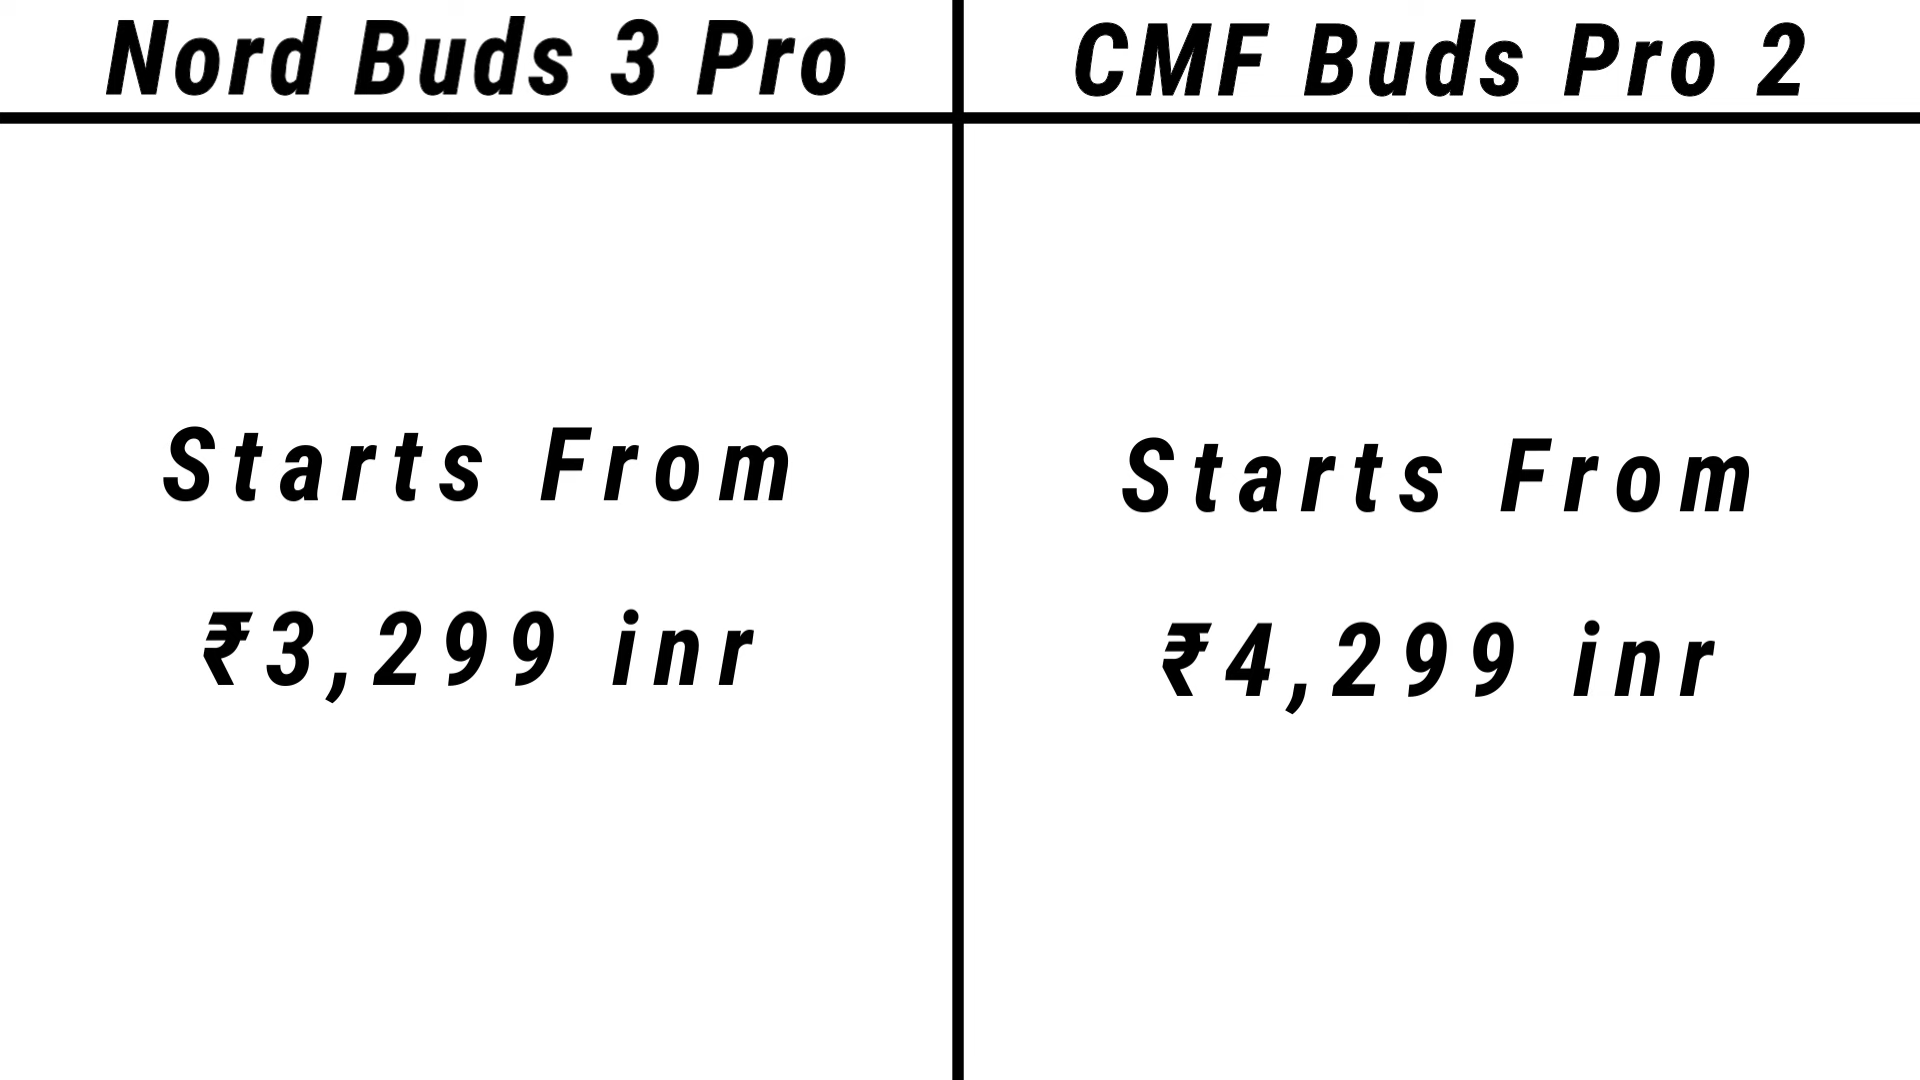 Nord Buds 3 Pro
CMF Buds Pro 2
Starts From
₹3,299 inr
Starts From
₹4,299 inr